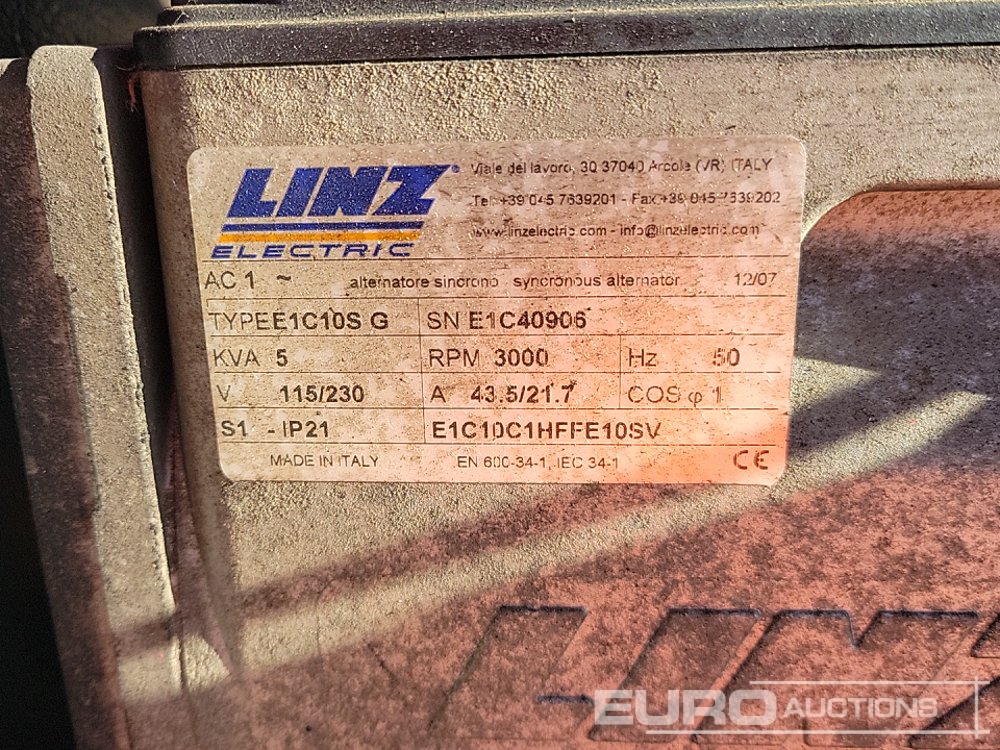 LINZ
ELECTRIC
Viale del lavoro, 30 37040 Arcole (VR) ITALY
Tel. +39 045 7639201 - Fax +39 045 7639202
www.linzelectric.com - info@linzelectric.com
AC 1 ~ alternatore sincrono syncronous alternator 12/07
TYPE E1C10S G SN E1C40906
KVA 5 RPM 3000 Hz 50
V 115/230 A 43.5/21.7 COS φ 1
S1 - IP21 E1C10C1HFFE10SV
MADE IN ITALY EN 600-34-1, IEC 34-1 CE
LINZ
EURO AUCTIONS